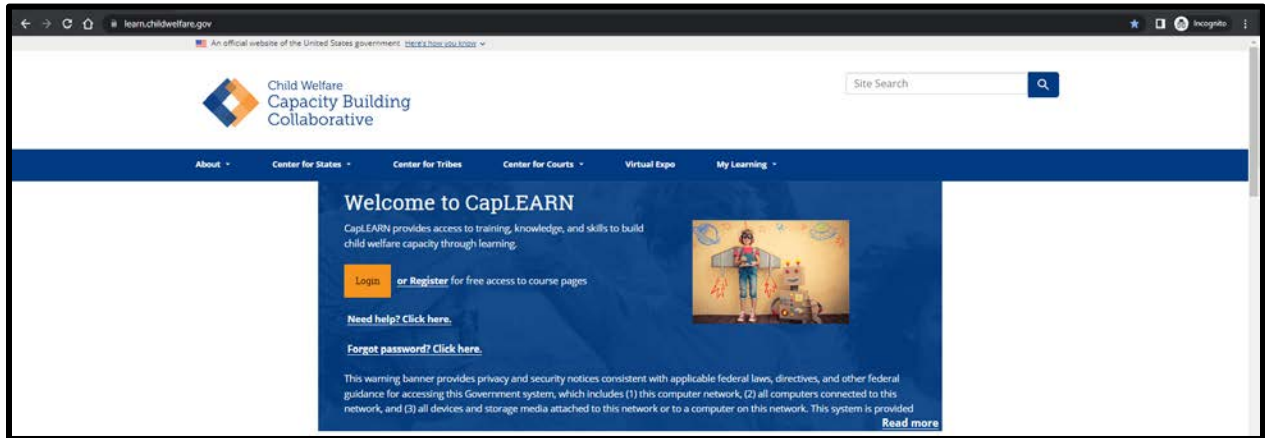 learn.childwelfare.gov
Incognito
An official website of the United States government Here's how you know
Child Welfare
Capacity Building
Collaborative
Site Search
About
Center for States
Center for Tribes
Center for Courts
Virtual Expo
My Learning
Welcome to CapLEARN
CapLEARN provides access to training, knowledge, and skills to build
child welfare capacity through learning.
Login or Register for free access to course pages
Need help? Click here.
Forgot password? Click here.
This warning banner provides privacy and security notices consistent with applicable federal laws, directives, and other federal
guidance for accessing this Government system, which includes (1) this computer network, (2) all computers connected to this
network, and (3) all devices and storage media attached to this network or to a computer on this network. This system is provided
Read more